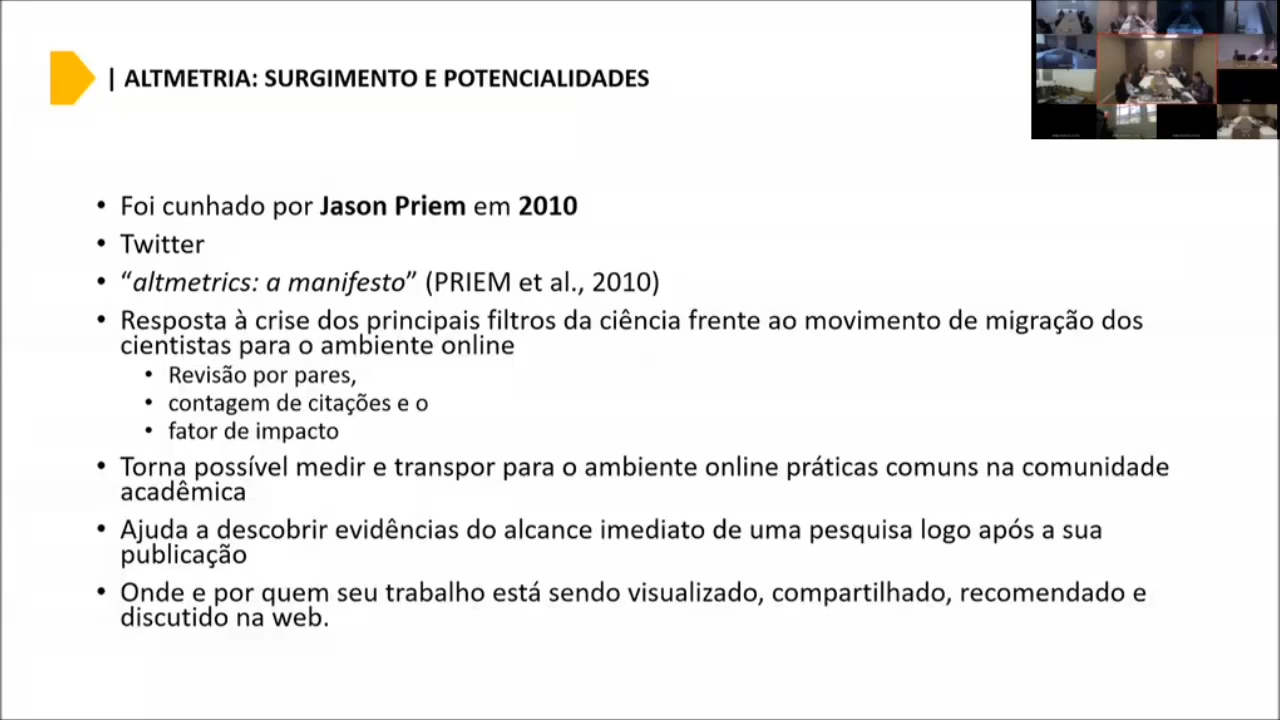 | ALTMETRIA: SURGIMENTO E POTENCIALIDADES
• Foi cunhado por Jason Priem em 2010
• Twitter
• “altmetrics: a manifesto” (PRIEM et al., 2010)
• Resposta à crise dos principais filtros da ciência frente ao movimento de migração dos
cientistas para o ambiente online
• Revisão por pares,
• contagem de citações e o
• fator de impacto
• Torna possível medir e transpor para o ambiente online práticas comuns na comunidade
acadêmica
• Ajuda a descobrir evidências do alcance imediato de uma pesquisa logo após a sua
publicação
• Onde e por quem seu trabalho está sendo visualizado, compartilhado, recomendado e
discutido na web.